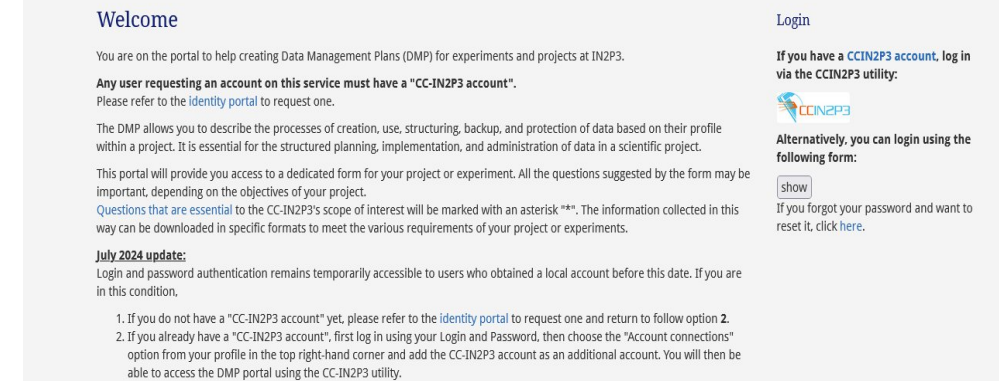 Welcome
You are on the portal to help creating Data Management Plans (DMP) for experiments and projects at IN2P3.
Any user requesting an account on this service must have a "CC-IN2P3 account".
Please refer to the identity portal to request one.
The DMP allows you to describe the processes of creation, use, structuring, backup, and protection of data based on their profile
within a project. It is essential for the structured planning, implementation, and administration of data in a scientific project.
This portal will provide you access to a dedicated form for your project or experiment. All the questions suggested by the form may be
important, depending on the objectives of your project.
Questions that are essential to the CC-IN2P3's scope of interest will be marked with an asterisk "*". The information collected in this
way can be downloaded in specific formats to meet the various requirements of your project or experiments.
July 2024 update:
Login and password authentication remains temporarily accessible to users who obtained a local account before this date. If you are
in this condition,
1. If you do not have a "CC-IN2P3 account" yet, please refer to the identity portal to request one and return to follow option 2.
2. If you already have a "CC-IN2P3 account", first log in using your Login and Password, then choose the "Account connections"
option from your profile in the top right-hand corner and add the CC-IN2P3 account as an additional account. You will then be
able to access the DMP portal using the CC-IN2P3 utility.
Login
If you have a CCIN2P3 account, log in
via the CCIN2P3 utility:
CCIN2P3
Alternatively, you can login using the
following form:
show
If you forgot your password and want to
reset it, click here.